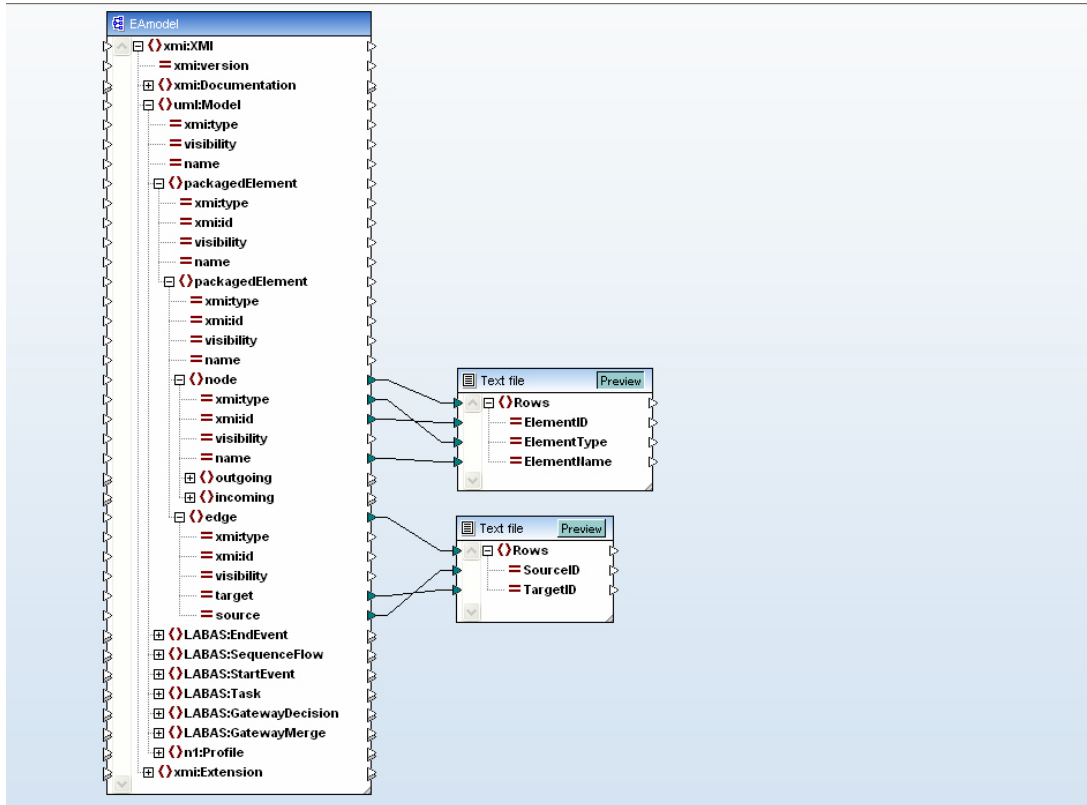 EAmodel
xmi:XMI
xmi:version
xmi:Documentation
uml:Model
xmi:type
visibility
name
packagedElement
xmi:type
xmi:id
visibility
name
packagedElement
xmi:type
xmi:id
visibility
name
node
xmi:type
xmi:id
visibility
name
outgoing
incoming
edge
xmi:type
xmi:id
visibility
target
source
LABAS:EndEvent
LABAS:SequenceFlow
LABAS:StartEvent
LABAS:Task
LABAS:GatewayDecision
LABAS:GatewayMerge
n1:Profile
xmi:Extension
Text file Preview
Rows
ElementID
ElementType
ElementName
Text file Preview
Rows
SourceID
TargetID